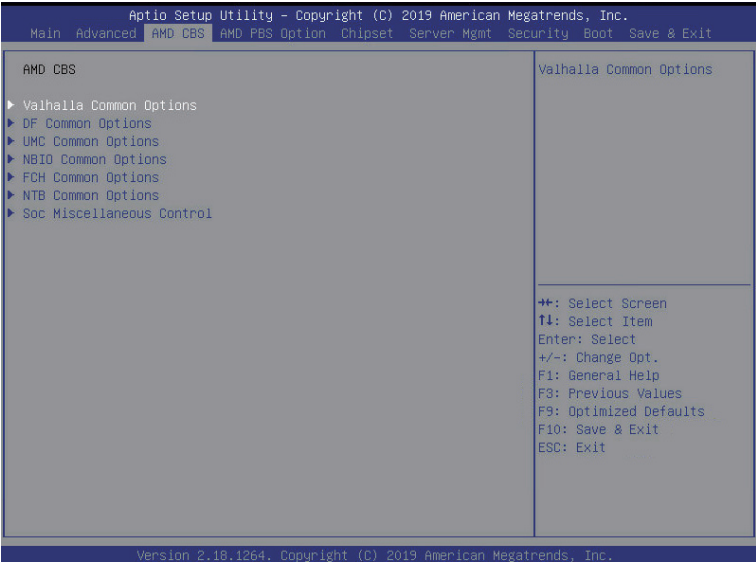 Aptio Setup Utility – Copyright (C) 2019 American Megatrends, Inc.
Main Advanced AMD CBS AMD PBS Option Chipset Server Mgmt Security Boot Save & Exit
AMD CBS
Valhalla Common Options
DF Common Options
UMC Common Options
NBIO Common Options
FCH Common Options
NTB Common Options
Soc Miscellaneous Control
Valhalla Common Options
→←: Select Screen
↑↓: Select Item
Enter: Select
+/-: Change Opt.
F1: General Help
F3: Previous Values
F9: Optimized Defaults
F10: Save & Exit
ESC: Exit
Version 2.18.1264. Copyright (C) 2019 American Megatrends, Inc.